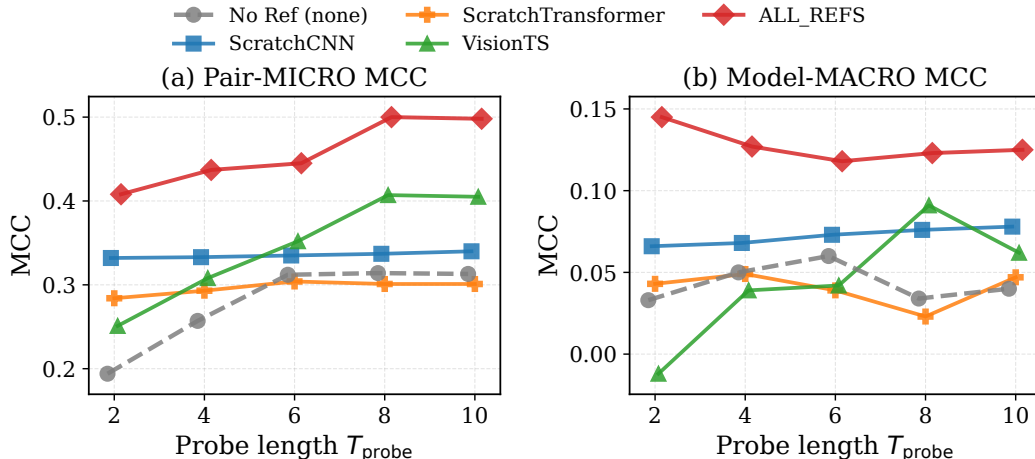 No Ref (none)
ScratchTransformer
ALL_REFS
ScratchCNN
VisionTS
(a) Pair-MICRO MCC
0.5
0.4
0.3
0.2
MCC
2 4 6 8 10
Probe length T_probe
(b) Model-MACRO MCC
0.15
0.10
0.05
0.00
MCC
2 4 6 8 10
Probe length T_probe